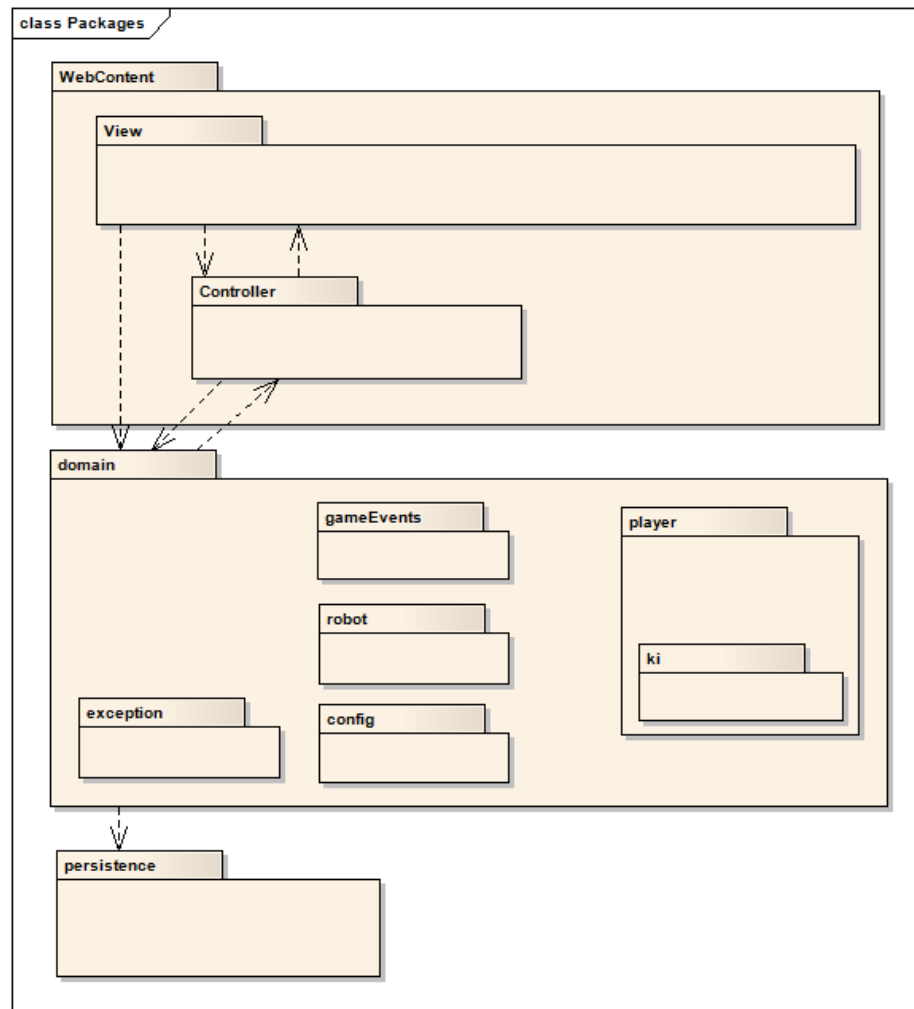 class Packages
WebContent
View
Controller
domain
gameEvents
player
robot
ki
exception
config
persistence